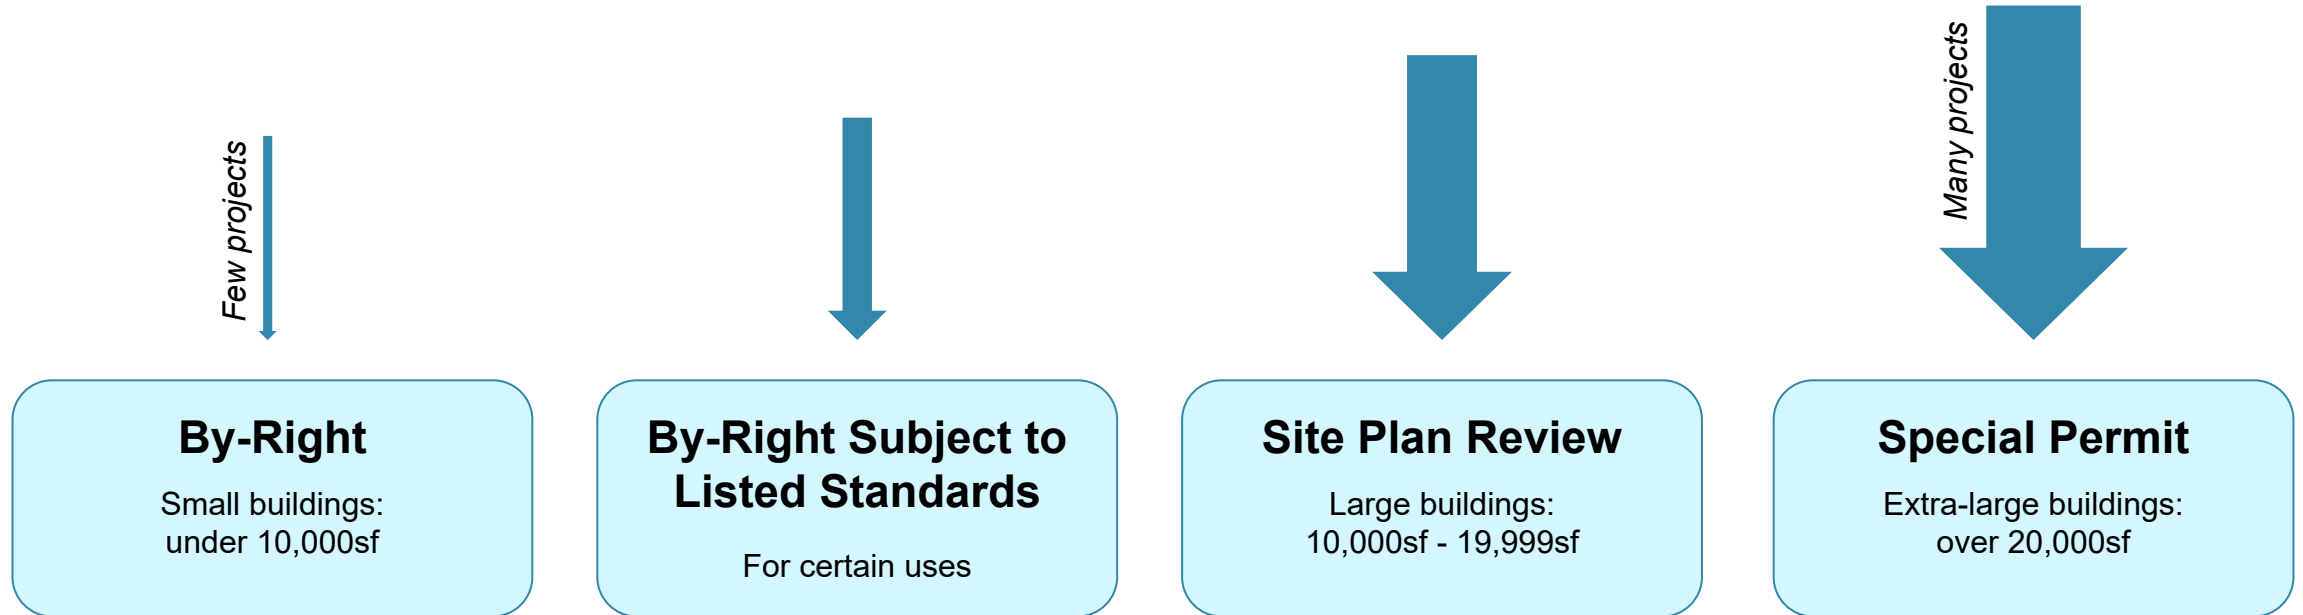 Few projects
Many projects
By-Right
Small buildings:
under 10,000sf
By-Right Subject to
Listed Standards
For certain uses
Site Plan Review
Large buildings:
10,000sf - 19,999sf
Special Permit
Extra-large buildings:
over 20,000sf